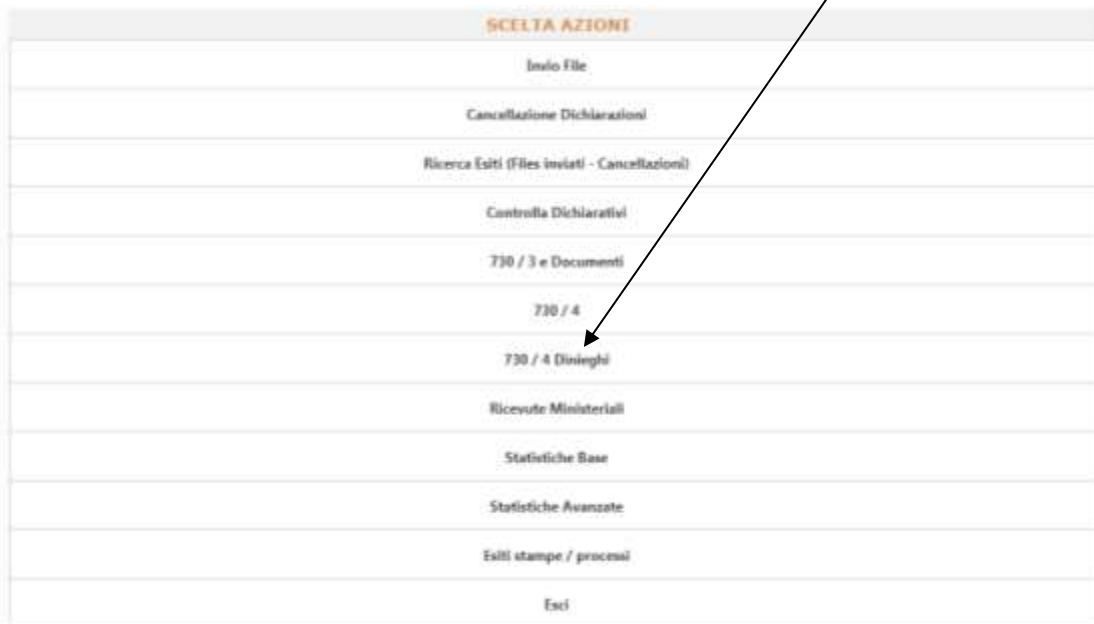 SCELTA AZIONI
Invio File
Cancellazione Dichiarazioni
Ricerca Esiti (Files inviati - Cancellazioni)
Controlla Dichiarativi
730 / 3 e Documenti
730 / 4
730 / 4 Dinieghi
Ricevute Ministeriali
Statistiche Base
Statistiche Avanzate
Esiti stampe / processi
Esci